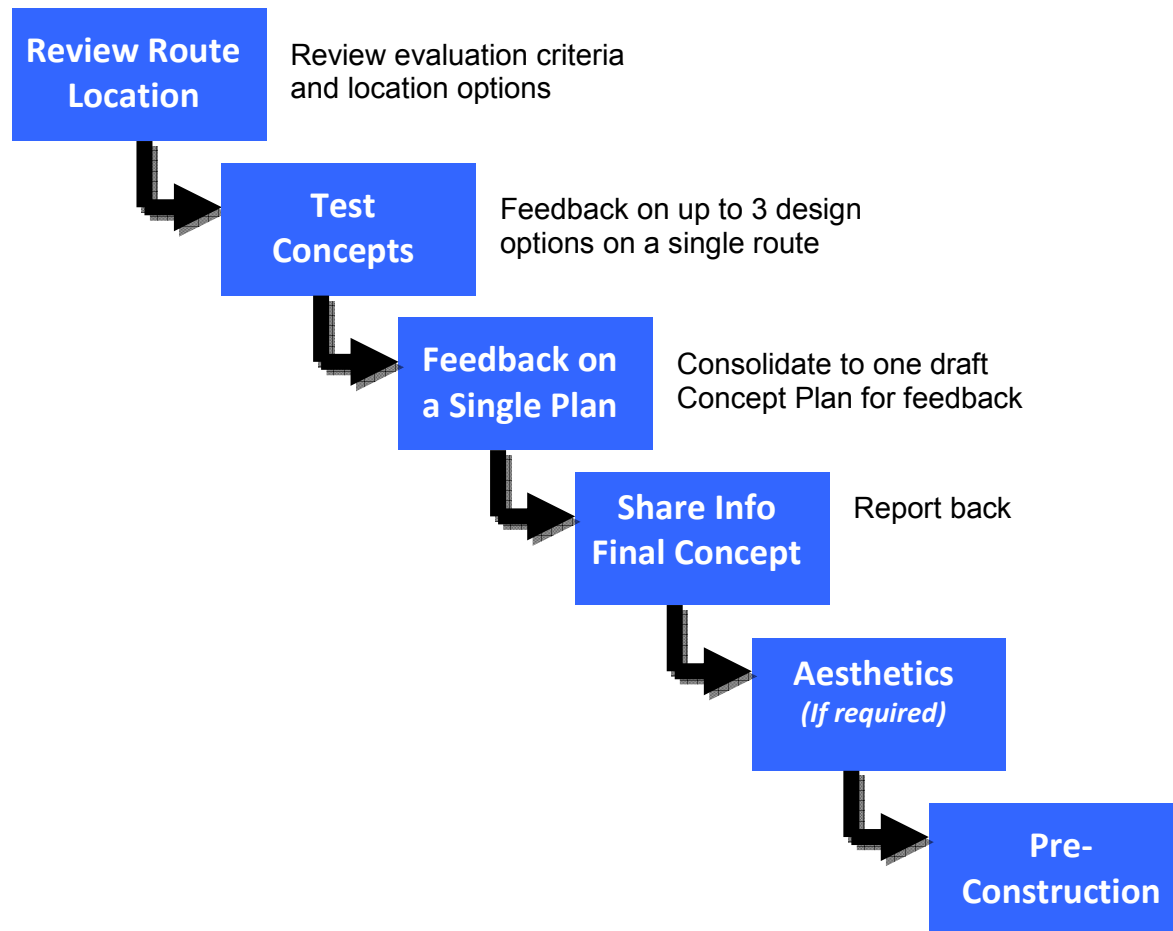 Review Route
Location
Review evaluation criteria
and location options
Test
Concepts
Feedback on up to 3 design
options on a single route
Feedback on
a Single Plan
Consolidate to one draft
Concept Plan for feedback
Share Info
Final Concept
Report back
Aesthetics
(If required)
Pre-
Construction